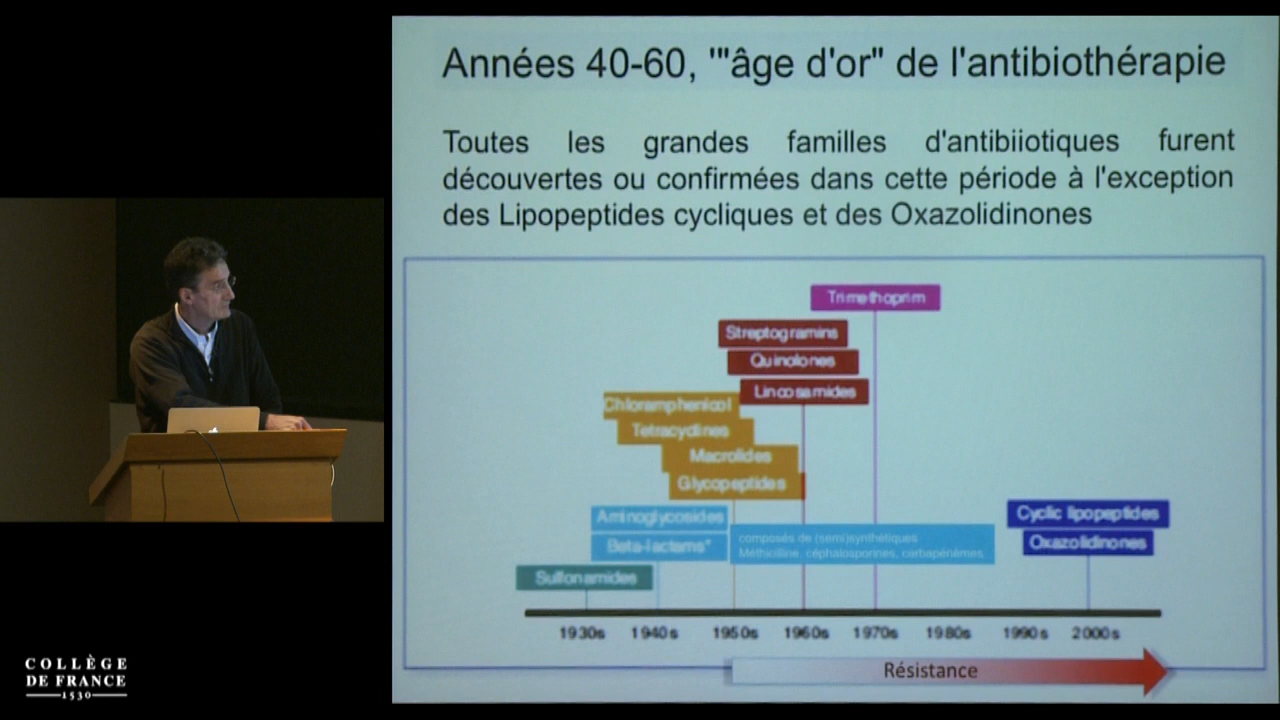 Années 40-60, '"âge d'or" de l'antibiothérapie
Toutes les grandes familles d'antibiiotiques furent
découvertes ou confirmées dans cette période à l'exception
des Lipopeptides cycliques et des Oxazolidinones
Trimethoprim
Streptogramins
Quinolones
Lincosamides
Chloramphenicol
Tetracyclines
Macrolides
Glycopeptides
Aminoglycosides
Beta-lactams*
composés de (semi)synthétiques
Méthicilline, céphalosporines, carbapénèmes
Cyclic lipopeptides
Oxazolidinones
Sulfonamides
1930s 1940s 1950s 1960s 1970s 1980s 1990s 2000s
Résistance
COLLÈGE
DE FRANCE
1530